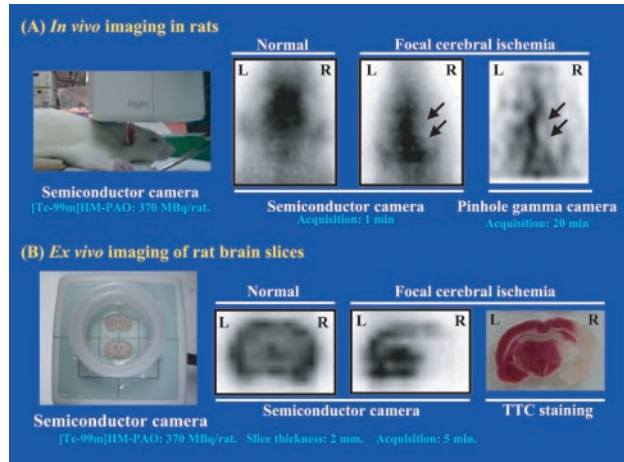 (A) In vivo imaging in rats
Normal
Focal cerebral ischemia
Right
L R
L R
L R
Semiconductor camera
[Tc-99m]HM-PAO: 370 MBq/rat.
Semiconductor camera
Acquisition: 1 min
Pinhole gamma camera
Acquisition: 20 min
(B) Ex vivo imaging of rat brain slices
Normal
Focal cerebral ischemia
L R
L R
L R
Semiconductor camera
Semiconductor camera
TTC staining
[Tc-99m]HM-PAO: 370 MBq/rat. Slice thickness: 2 mm. Acquisition: 5 min.